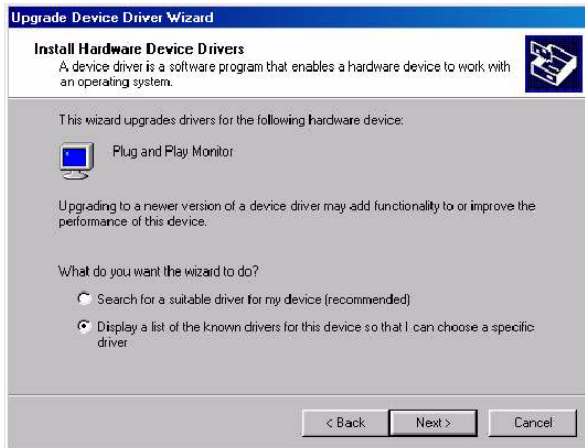 Upgrade Device Driver Wizard
Install Hardware Device Drivers
A device driver is a software program that enables a hardware device to work with
an operating system.
This wizard upgrades drivers for the following hardware device:
Plug and Play Monitor
Upgrading to a newer version of a device driver may add functionality to or improve the
performance of this device.
What do you want the wizard to do?
Search for a suitable driver for my device (recommended)
Display a list of the known drivers for this device so that I can choose a specific
driver
< Back
Next >
Cancel